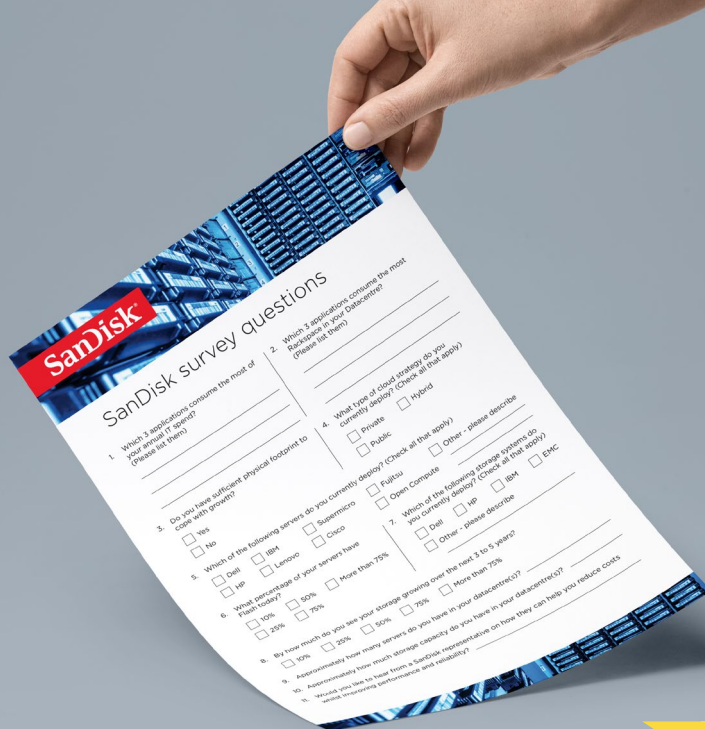 SanDisk®
SanDisk survey questions
1. Which 3 applications consume the most of
your annual IT spend?
(Please list them)
2. Which 3 applications consume the most
Rackspace in your Datacentre?
(Please list them)
3. Do you have sufficient physical footprint to
cope with growth?
Yes
No
4. What type of cloud strategy do you
currently deploy? (Check all that apply)
Private
Hybrid
Public
5. Which of the following servers do you currently deploy? (Check all that apply)
Dell
IBM
Supermicro
Fujitsu
Other - please describe
HP
Lenovo
Cisco
Open Compute
6. What percentage of your servers have
Flash today?
10%
50%
More than 75%
25%
75%
7. Which of the following storage systems do
you currently deploy? (Check all that apply)
Dell
HP
IBM
EMC
Other - please describe
8. By how much do you see your storage growing over the next 3 to 5 years?
10%
25%
50%
75%
More than 75%
9. Approximately how many servers do you have in your datacentre(s)?
10. Approximately how much storage capacity do you have in your datacentre(s)?
11. Would you like to hear from a SanDisk representative on how they can help you reduce costs
whilst improving performance and reliability?